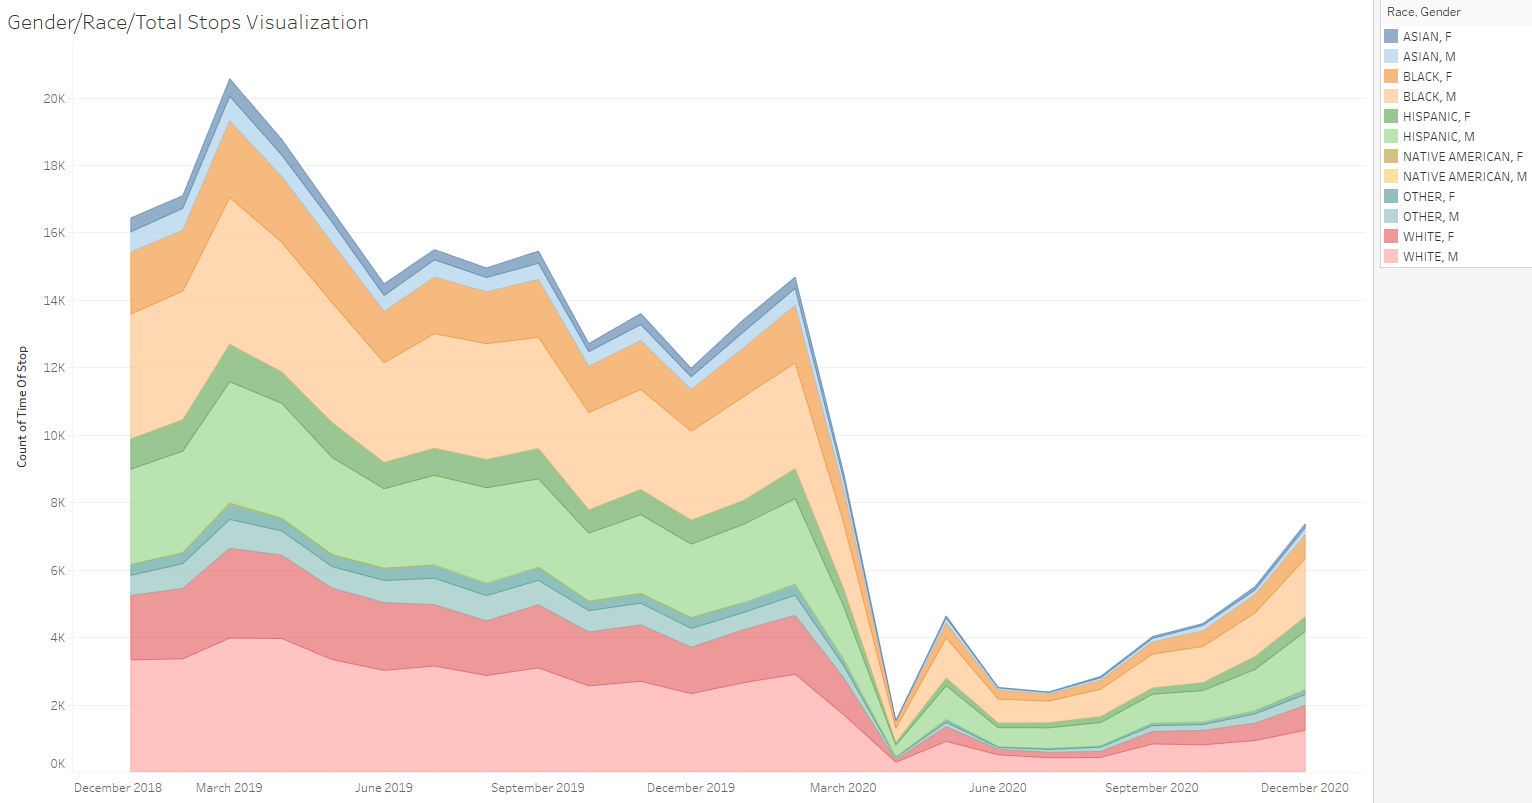 Gender/Race/Total Stops Visualization
Race, Gender
ASIAN, F
ASIAN, M
BLACK, F
BLACK, M
HISPANIC, F
HISPANIC, M
NATIVE AMERICAN, F
NATIVE AMERICAN, M
OTHER, F
OTHER, M
WHITE, F
WHITE, M
Count of Time Of Stop
20K
18K
16K
14K
12K
10K
8K
6K
4K
2K
0K
December 2018 March 2019 June 2019 September 2019 December 2019 March 2020 June 2020 September 2020 December 2020